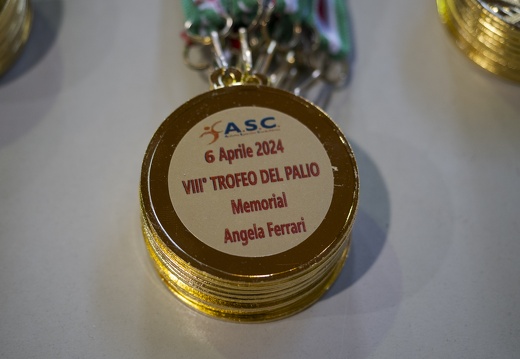 ASC
6 Aprile 2024
VIII° TROFEO DEL PALIO
Memorial
Angela Ferrari